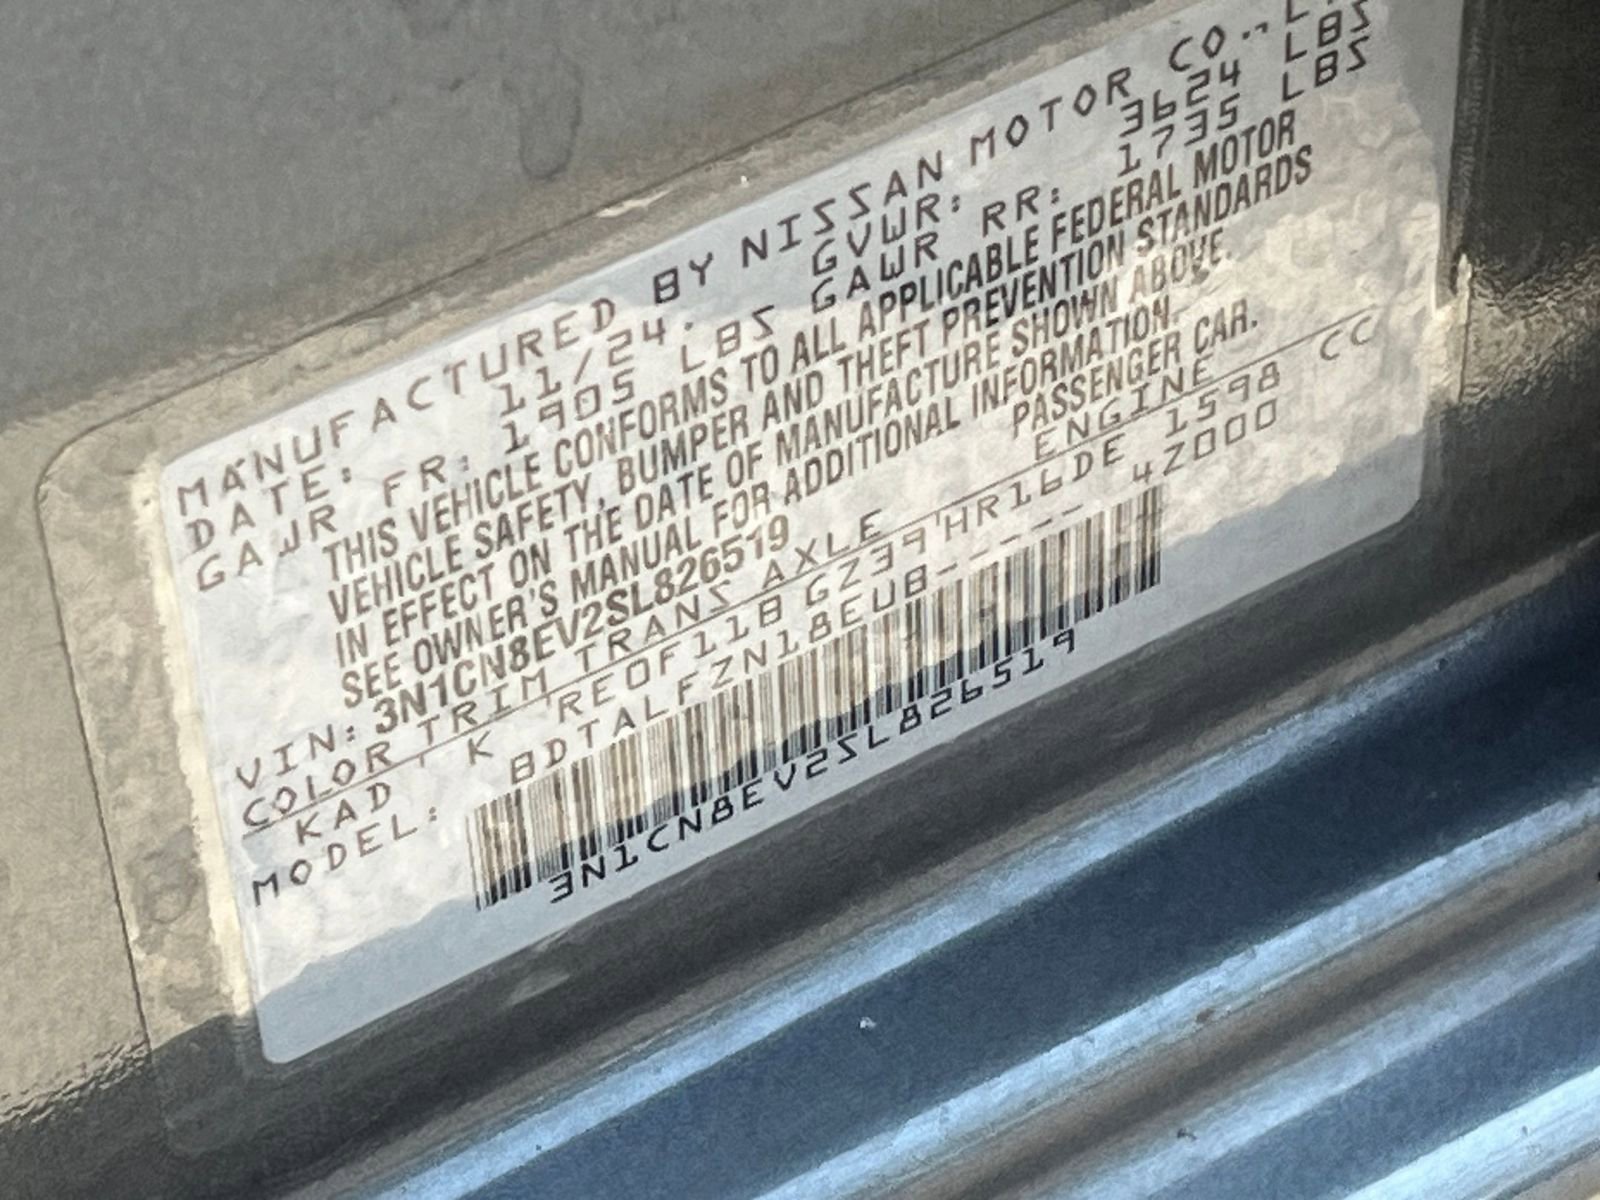 MANUFACTURED BY NISSAN MOTOR CO.,
DATE: 11/24. GVWR: 3624 LBS
GAWR FR: 1905 LBS GAWR RR: 1735 LBS
THIS VEHICLE CONFORMS TO ALL APPLICABLE FEDERAL MOTOR
VEHICLE SAFETY, BUMPER AND THEFT PREVENTION STANDARDS
IN EFFECT ON THE DATE OF MANUFACTURE SHOWN ABOVE.
SEE OWNER'S MANUAL FOR ADDITIONAL INFORMATION.
VIN: 3N1CN8EV2SL826519 PASSENGER CAR.
COLOR TRIM TRANS AXLE ENGINE
KAD K REOF11B GZ39 HR16DE 1598 CC
MODEL: BDTALFZN18EUB----- 4Z000
3N1CN8EV2SL826519